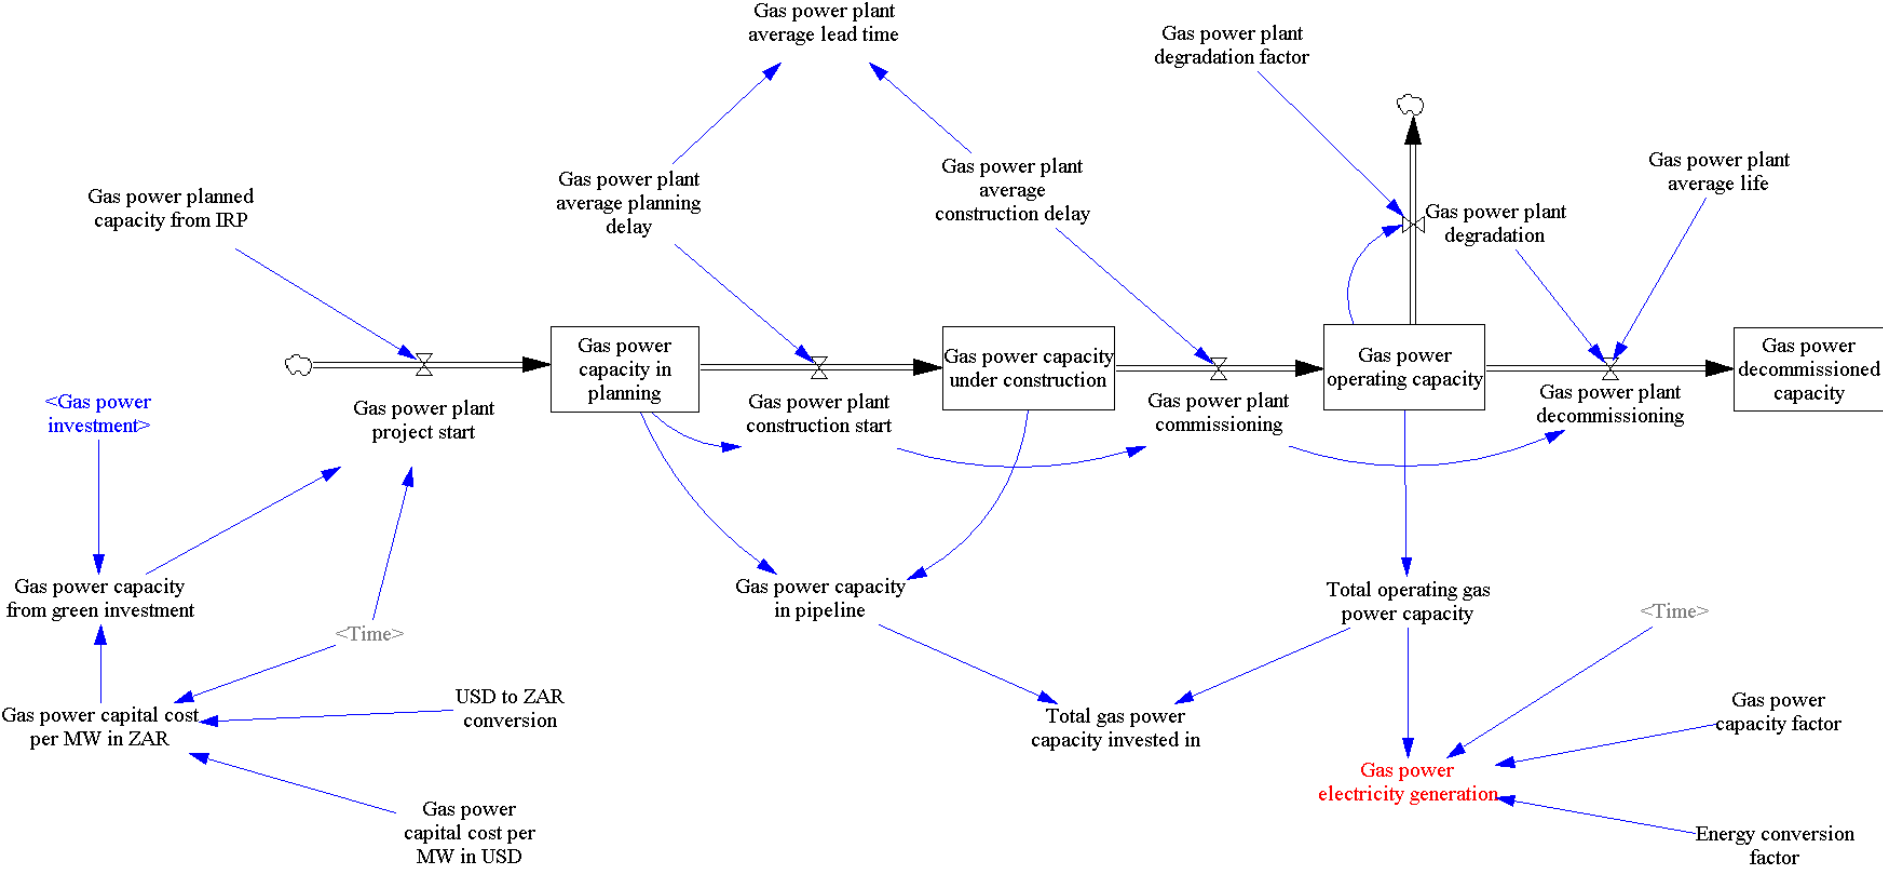 Gas power plant
average lead time
Gas power plant
degradation factor
Gas power plant
average life
Gas power plant
average
construction delay
Gas power plant
average planning
delay
Gas power planned
capacity from IRP
Gas power plant
degradation
Gas power
capacity in
planning
Gas power capacity
under construction
Gas power
operating capacity
Gas power
decommissioned
capacity
Gas power plant
project start
Gas power plant
construction start
Gas power plant
commissioning
Gas power plant
decommissioning
<Gas power
investment>
Gas power capacity
from green investment
Gas power capacity
in pipeline
Total operating gas
power capacity
<Time>
<Time>
Gas power capital cost
per MW in ZAR
USD to ZAR
conversion
Total gas power
capacity invested in
Gas power
capacity factor
Gas power
electricity generation
Gas power
capital cost per
MW in USD
Energy conversion
factor